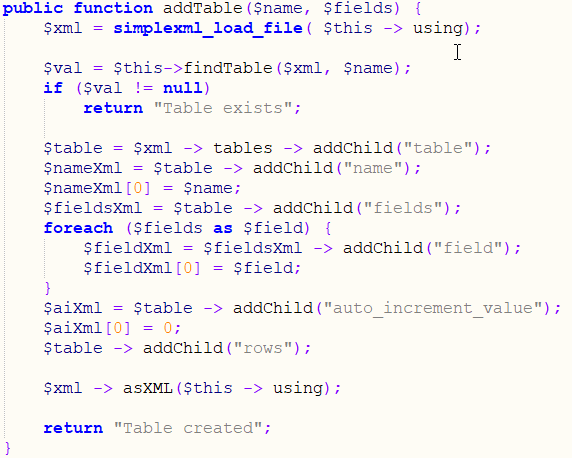 public function addTable($name, $fields) {
    $xml = simplexml_load_file( $this -> using);

    $val = $this->findTable($xml, $name);
    if ($val != null)
        return "Table exists";

    $table = $xml -> tables -> addChild("table");
    $nameXml = $table -> addChild("name");
    $nameXml[0] = $name;
    $fieldsXml = $table -> addChild("fields");
    foreach ($fields as $field) {
        $fieldXml = $fieldsXml -> addChild("field");
        $fieldXml[0] = $field;
    }
    $aiXml = $table -> addChild("auto_increment_value");
    $aiXml[0] = 0;
    $table -> addChild("rows");

    $xml -> asXML($this -> using);

    return "Table created";
}